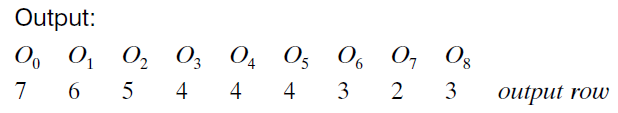 Output:
O₀ O₁ O₂ O₃ O₄ O₅ O₆ O₇ O₈
7 6 5 4 4 4 3 2 3 output row